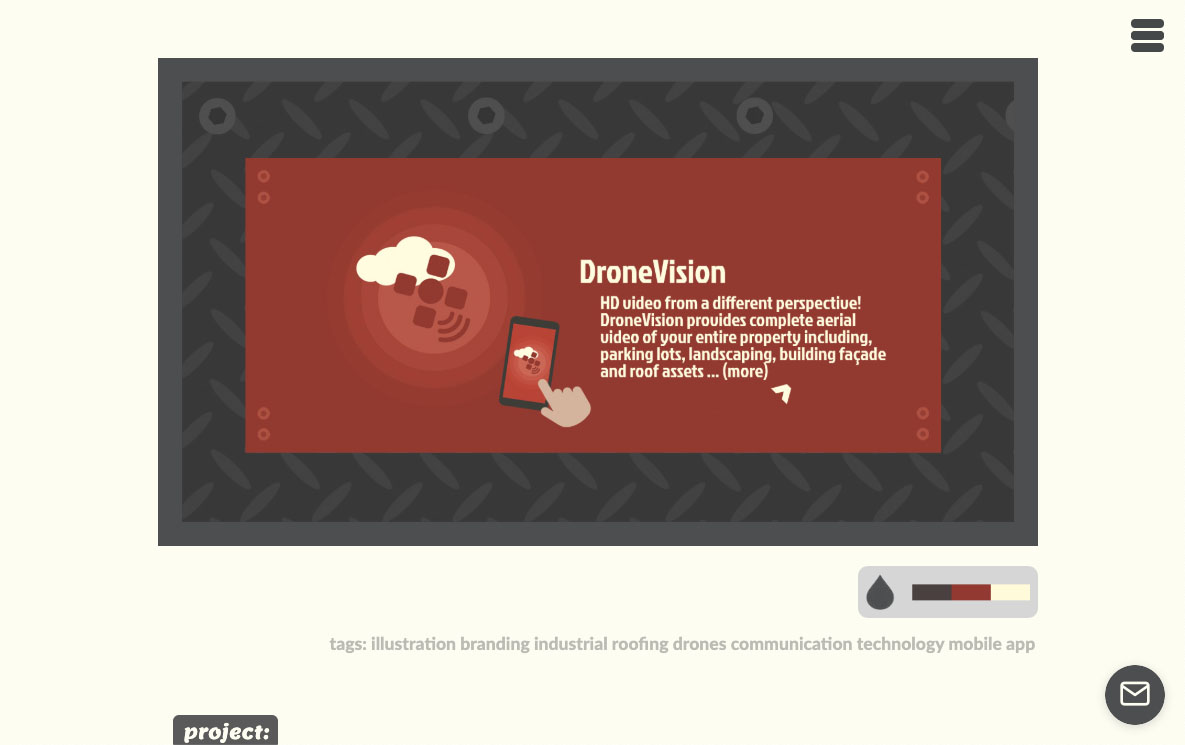 DroneVision
HD video from a different perspective!
DroneVision provides complete aerial
video of your entire property including,
parking lots, landscaping, building façade
and roof assets ... (more)
tags: illustration branding industrial roofing drones communication technology mobile app
project: